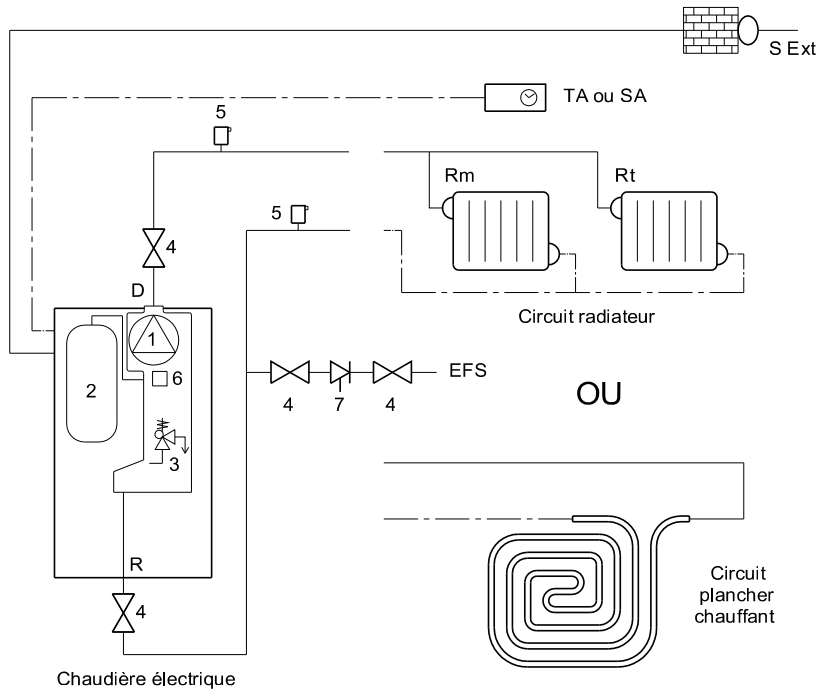 S Ext
TA ou SA
5
Rm
Rt
5
4
D
Circuit radiateur
1
6
2
EFS
OU
4
7
4
3
R
4
Circuit
plancher
chauffant
Chaudière électrique